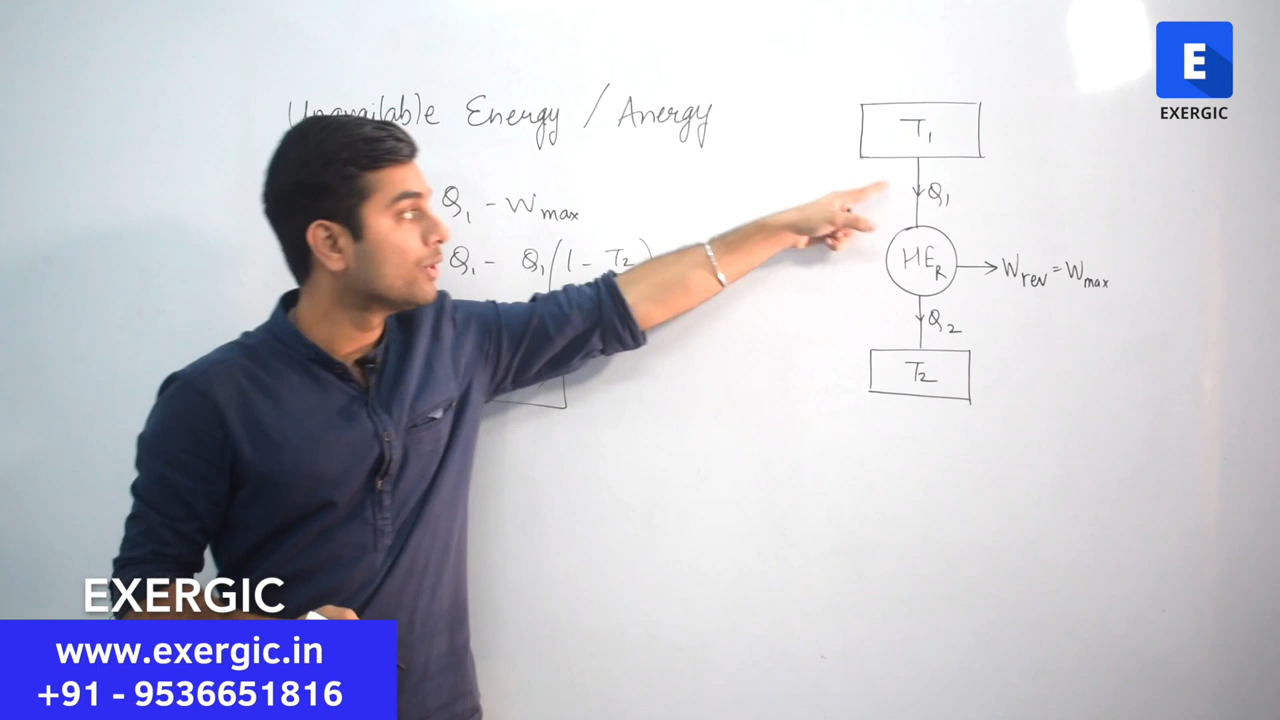 Unavailable Energy / Anergy
Q1 - Wmax
Q1 - Q1(1 - T2)
T1
Q1
HER
Wrev = Wmax
Q2
T2
E
EXERGIC
EXERGIC
www.exergic.in
+91 - 9536651816